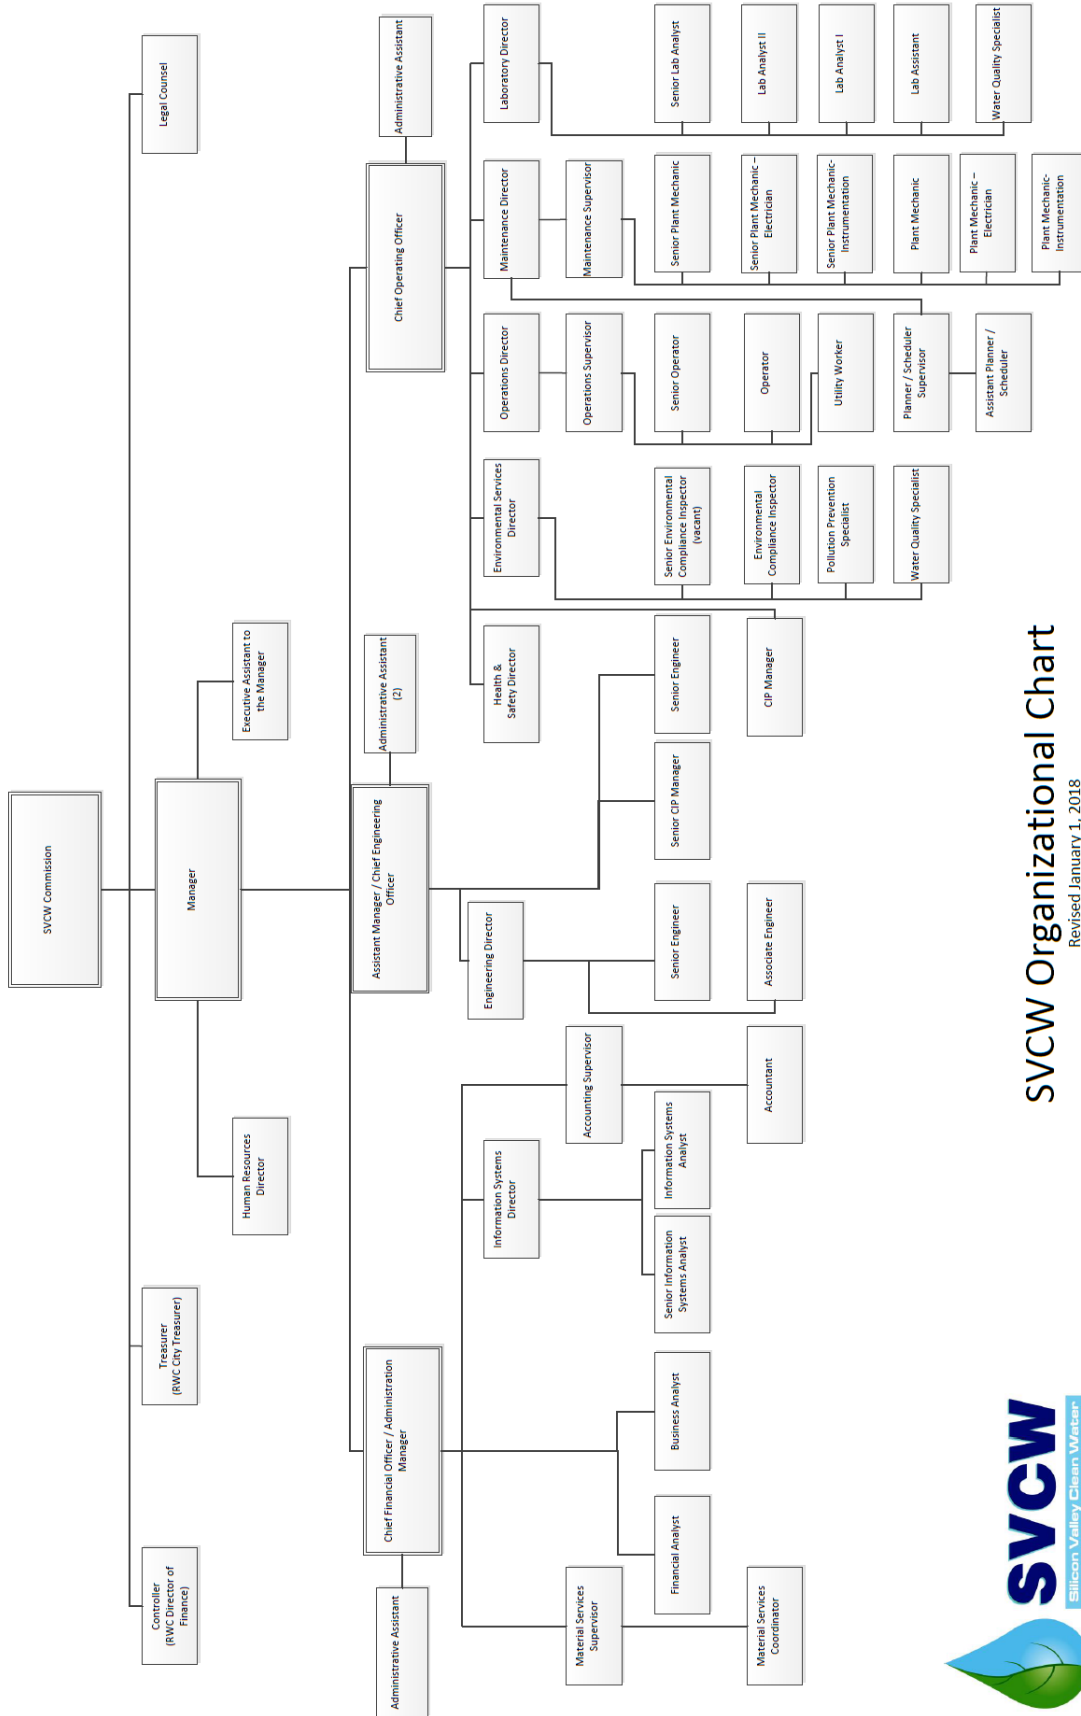 SVCW Commission
Controller
(RWC Director of
Finance)
Treasurer
(RWC City Treasurer)
Legal Counsel
Manager
Human Resources
Director
Executive Assistant to
the Manager
Chief Financial Officer / Administration
Manager
Administrative Assistant
Assistant Manager / Chief Engineering
Officer
Administrative Assistant
(2)
Chief Operating Officer
Administrative Assistant
Material Services
Supervisor
Material Services
Coordinator
Financial Analyst
Business Analyst
Information Systems
Director
Senior Information
Systems Analyst
Information Systems
Analyst
Accounting Supervisor
Accountant
Engineering Director
Senior Engineer
Associate Engineer
Senior CIP Manager
Senior Engineer
Health &
Safety Director
CIP Manager
Environmental Services
Director
Senior Environmental
Compliance Inspector
(vacant)
Environmental
Compliance Inspector
Pollution Prevention
Specialist
Water Quality Specialist
Operations Director
Operations Supervisor
Senior Operator
Operator
Utility Worker
Planner / Scheduler
Supervisor
Assistant Planner /
Scheduler
Maintenance Director
Maintenance Supervisor
Senior Plant Mechanic
Senior Plant Mechanic –
Electrician
Senior Plant Mechanic-
Instrumentation
Plant Mechanic
Plant Mechanic –
Electrician
Plant Mechanic-
Instrumentation
Laboratory Director
Senior Lab Analyst
Lab Analyst II
Lab Analyst I
Lab Assistant
Water Quality Specialist
SVCW
Silicon Valley Clean Water
SVCW Organizational Chart
Revised January 1, 2018